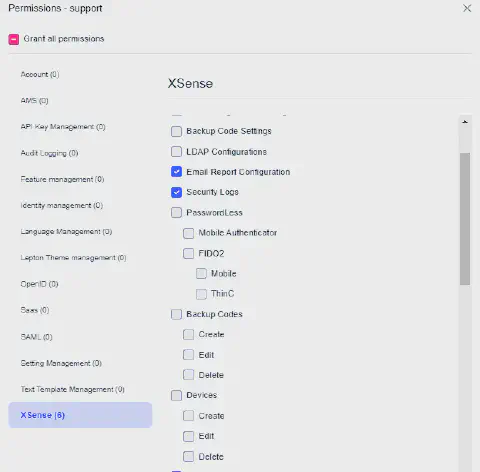 Permissions - support
Grant all permissions
Account (0)
AMS (0)
API Key Management (0)
Audit Logging (0)
Feature management (0)
Identity management (0)
Language Management (0)
Lepton Theme management (0)
OpenID (0)
Saas (0)
SAML (0)
Setting Management (0)
Text Template Management (0)
XSense (6)
XSense
Backup Code Settings
LDAP Configurations
Email Report Configuration
Security Logs
PasswordLess
Mobile Authenticator
FIDO2
Mobile
ThinC
Backup Codes
Create
Edit
Delete
Devices
Create
Edit
Delete